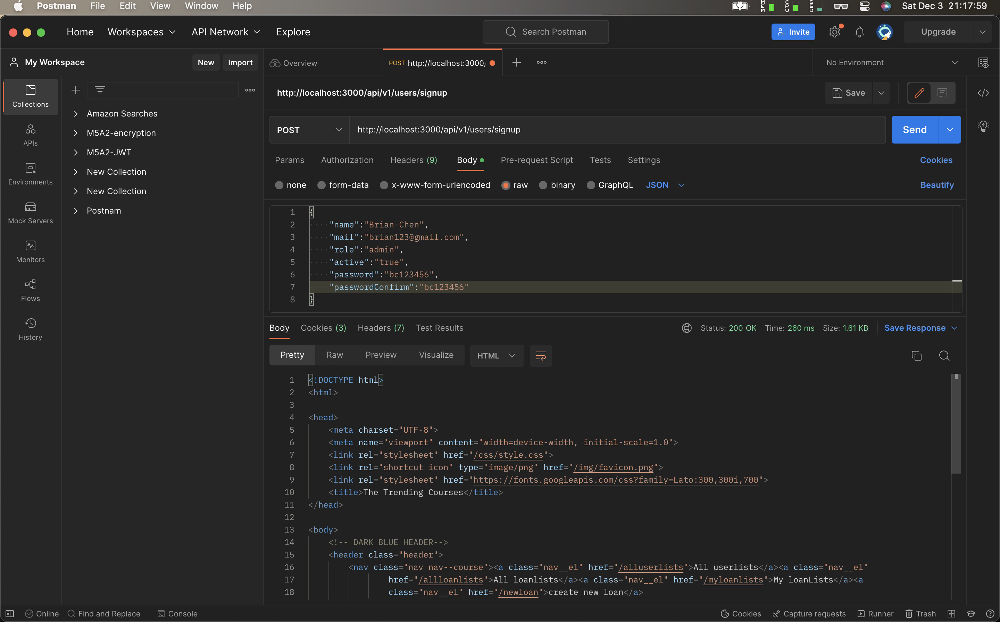 Postman File Edit View Window Help MEM CPU SSD Sat Dec 3 21:17:59
Home Workspaces API Network Explore Search Postman Invite Upgrade
My Workspace New Import Overview POST http://localhost:3000/ No Environment
Collections
APIs
Environments
Mock Servers
Monitors
Flows
History
Amazon Searches
M5A2-encryption
M5A2-JWT
New Collection
New Collection
Postnam
http://localhost:3000/api/v1/users/signup Save
POST http://localhost:3000/api/v1/users/signup Send
Params Authorization Headers (9) Body Pre-request Script Tests Settings Cookies
none form-data x-www-form-urlencoded raw binary GraphQL JSON Beautify
1 {
2 "name":"Brian Chen",
3 "mail":"brian123@gmail.com",
4 "role":"admin",
5 "active":"true",
6 "password":"bc123456",
7 "passwordConfirm":"bc123456"
8 }
Body Cookies (3) Headers (7) Test Results Status: 200 OK Time: 260 ms Size: 1.61 KB Save Response
Pretty Raw Preview Visualize HTML
1 <!DOCTYPE html>
2 <html>
3
4 <head>
5 <meta charset="UTF-8">
6 <meta name="viewport" content="width=device-width, initial-scale=1.0">
7 <link rel="stylesheet" href="/css/style.css">
8 <link rel="shortcut icon" type="image/png" href="/img/favicon.png">
9 <link rel="stylesheet" href="https://fonts.googleapis.com/css?family=Lato:300,300i,700">
10 <title>The Trending Courses</title>
11 </head>
12
13 <body>
14 <!-- DARK BLUE HEADER-->
15 <header class="header">
16 <nav class="nav nav--course"><a class="nav__el" href="/alluserlists">All userlists</a><a class="nav__el"
17 href="/allloanlists">All loanlists</a><a class="nav__el" href="/myloanlists">My loanLists</a><a
18 class="nav__el" href="/newloan">create new loan</a>
Online Find and Replace Console Cookies Capture requests Runner Trash